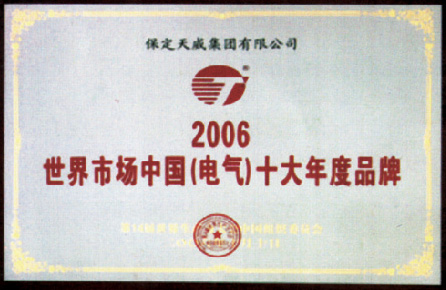 保定天威集团有限公司
®
2006
世界市场中国(电气)十大年度品牌